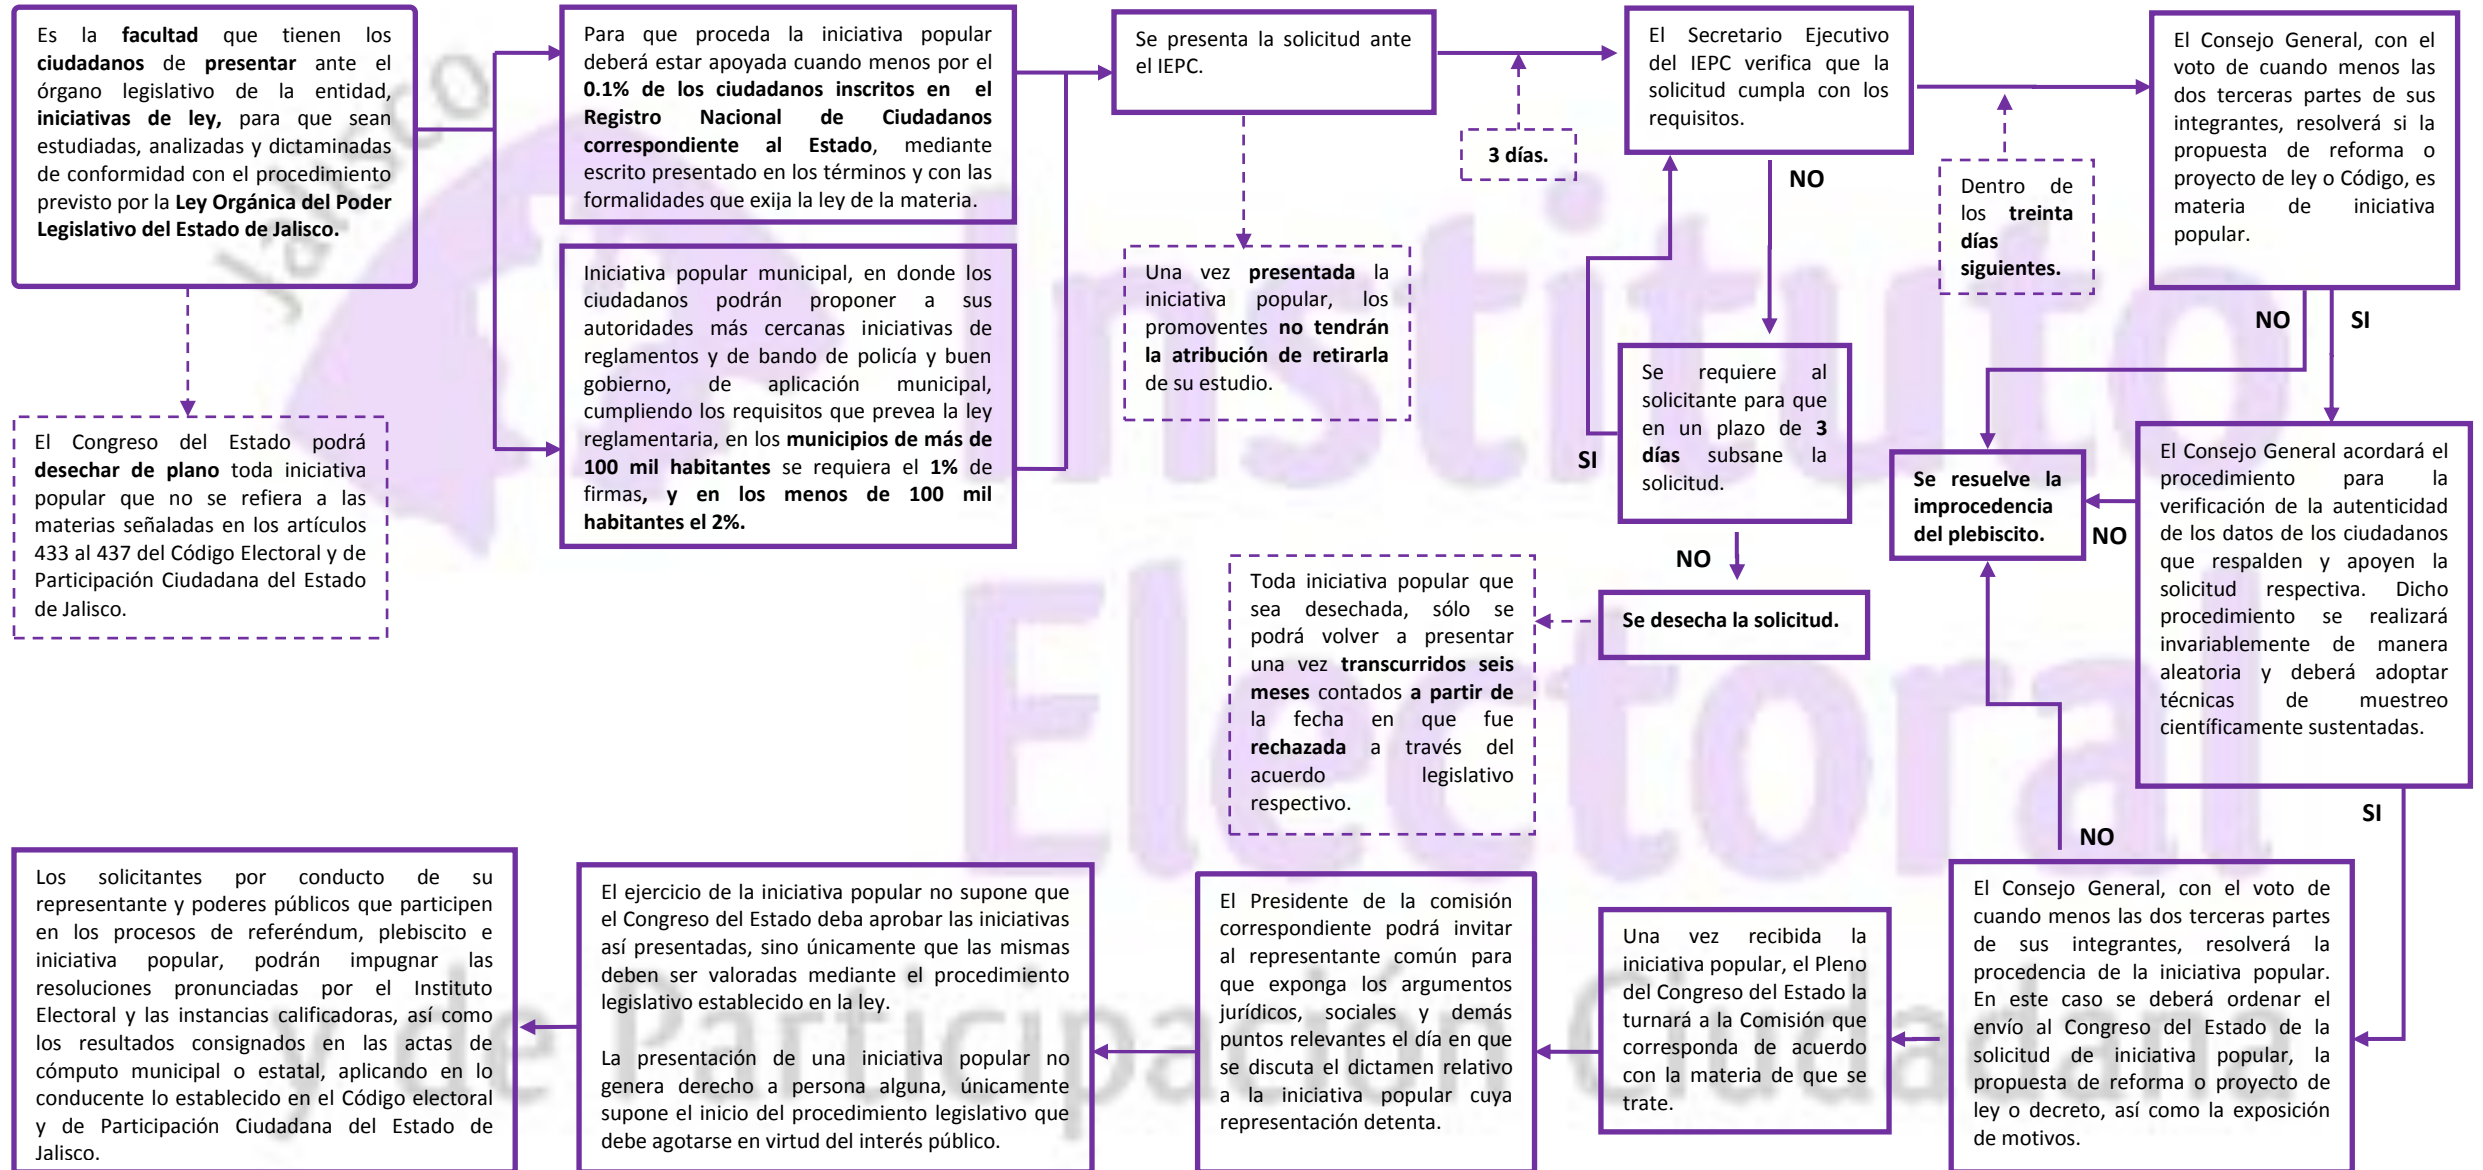 Es la facultad que tienen los
ciudadanos de presentar ante el
órgano legislativo de la entidad,
iniciativas de ley, para que sean
estudiadas, analizadas y dictaminadas
de conformidad con el procedimiento
previsto por la Ley Orgánica del Poder
Legislativo del Estado de Jalisco.
El Congreso del Estado podrá
desechar de plano toda iniciativa
popular que no se refiera a las
materias señaladas en los artículos
433 al 437 del Código Electoral y de
Participación Ciudadana del Estado
de Jalisco.
Para que proceda la iniciativa popular
deberá estar apoyada cuando menos por el
0.1% de los ciudadanos inscritos en el
Registro Nacional de Ciudadanos
correspondiente al Estado, mediante
escrito presentado en los términos y con las
formalidades que exija la ley de la materia.
Iniciativa popular municipal, en donde los
ciudadanos podrán proponer a sus
autoridades más cercanas iniciativas de
reglamentos y de bando de policía y buen
gobierno, de aplicación municipal,
cumpliendo los requisitos que prevea la ley
reglamentaria, en los municipios de más de
100 mil habitantes se requiera el 1% de
firmas, y en los menos de 100 mil
habitantes el 2%.
Se presenta la solicitud ante
el IEPC.
Una vez presentada la
iniciativa popular, los
promoventes no tendrán
la atribución de retirarla
de su estudio.
3 días.
El Secretario Ejecutivo
del IEPC verifica que la
solicitud cumpla con los
requisitos.
NO
SI
Se requiere al
solicitante para que
en un plazo de 3
días subsane la
solicitud.
NO
Se desecha la solicitud.
Toda iniciativa popular que
sea desechada, sólo se
podrá volver a presentar
una vez transcurridos seis
meses contados a partir de
la fecha en que fue
rechazada a través del
acuerdo legislativo
respectivo.
Dentro de
los treinta
días
siguientes.
El Consejo General, con el
voto de cuando menos las
dos terceras partes de sus
integrantes, resolverá si la
propuesta de reforma o
proyecto de ley o Código, es
materia de iniciativa
popular.
NO
SI
Se resuelve la
improcedencia
del plebiscito.
NO
El Consejo General acordará el
procedimiento para la
verificación de la autenticidad
de los datos de los ciudadanos
que respalden y apoyen la
solicitud respectiva. Dicho
procedimiento se realizará
invariablemente de manera
aleatoria y deberá adoptar
técnicas de muestreo
científicamente sustentadas.
SI
NO
El Consejo General, con el voto de
cuando menos las dos terceras partes
de sus integrantes, resolverá la
procedencia de la iniciativa popular.
En este caso se deberá ordenar el
envío al Congreso del Estado de la
solicitud de iniciativa popular, la
propuesta de reforma o proyecto de
ley o decreto, así como la exposición
de motivos.
Una vez recibida la
iniciativa popular, el Pleno
del Congreso del Estado la
turnará a la Comisión que
corresponda de acuerdo
con la materia de que se
trate.
El Presidente de la comisión
correspondiente podrá invitar
al representante común para
que exponga los argumentos
jurídicos, sociales y demás
puntos relevantes el día en que
se discuta el dictamen relativo
a la iniciativa popular cuya
representación detenta.
El ejercicio de la iniciativa popular no supone que
el Congreso del Estado deba aprobar las iniciativas
así presentadas, sino únicamente que las mismas
deben ser valoradas mediante el procedimiento
legislativo establecido en la ley.
La presentación de una iniciativa popular no
genera derecho a persona alguna, únicamente
supone el inicio del procedimiento legislativo que
debe agotarse en virtud del interés público.
Los solicitantes por conducto de su
representante y poderes públicos que participen
en los procesos de referéndum, plebiscito e
iniciativa popular, podrán impugnar las
resoluciones pronunciadas por el Instituto
Electoral y las instancias calificadoras, así como
los resultados consignados en las actas de
cómputo municipal o estatal, aplicando en lo
conducente lo establecido en el Código electoral
y de Participación Ciudadana del Estado de
Jalisco.
Jalisco
Instituto
Electoral
y de Participación Ciudadana